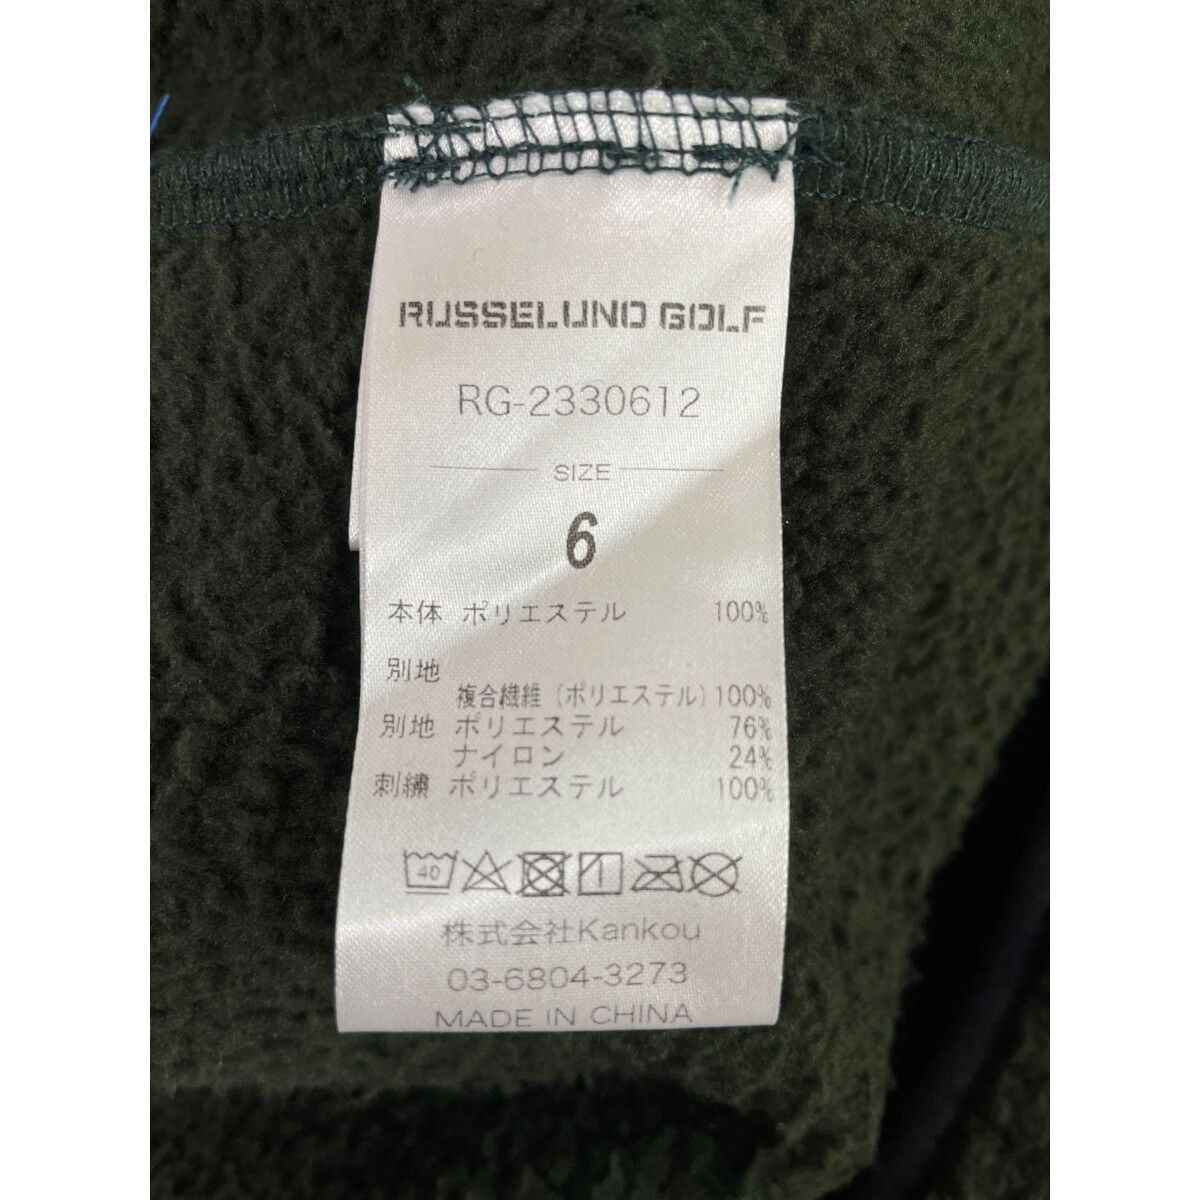 RUSSELUNO GOLF
RG-2330612
SIZE
6
本体 ポリエステル 100%
別地
複合繊維(ポリエステル)100%
別地 ポリエステル 76%
ナイロン 24%
刺繍 ポリエステル 100%
40
株式会社Kankou
03-6804-3273
MADE IN CHINA